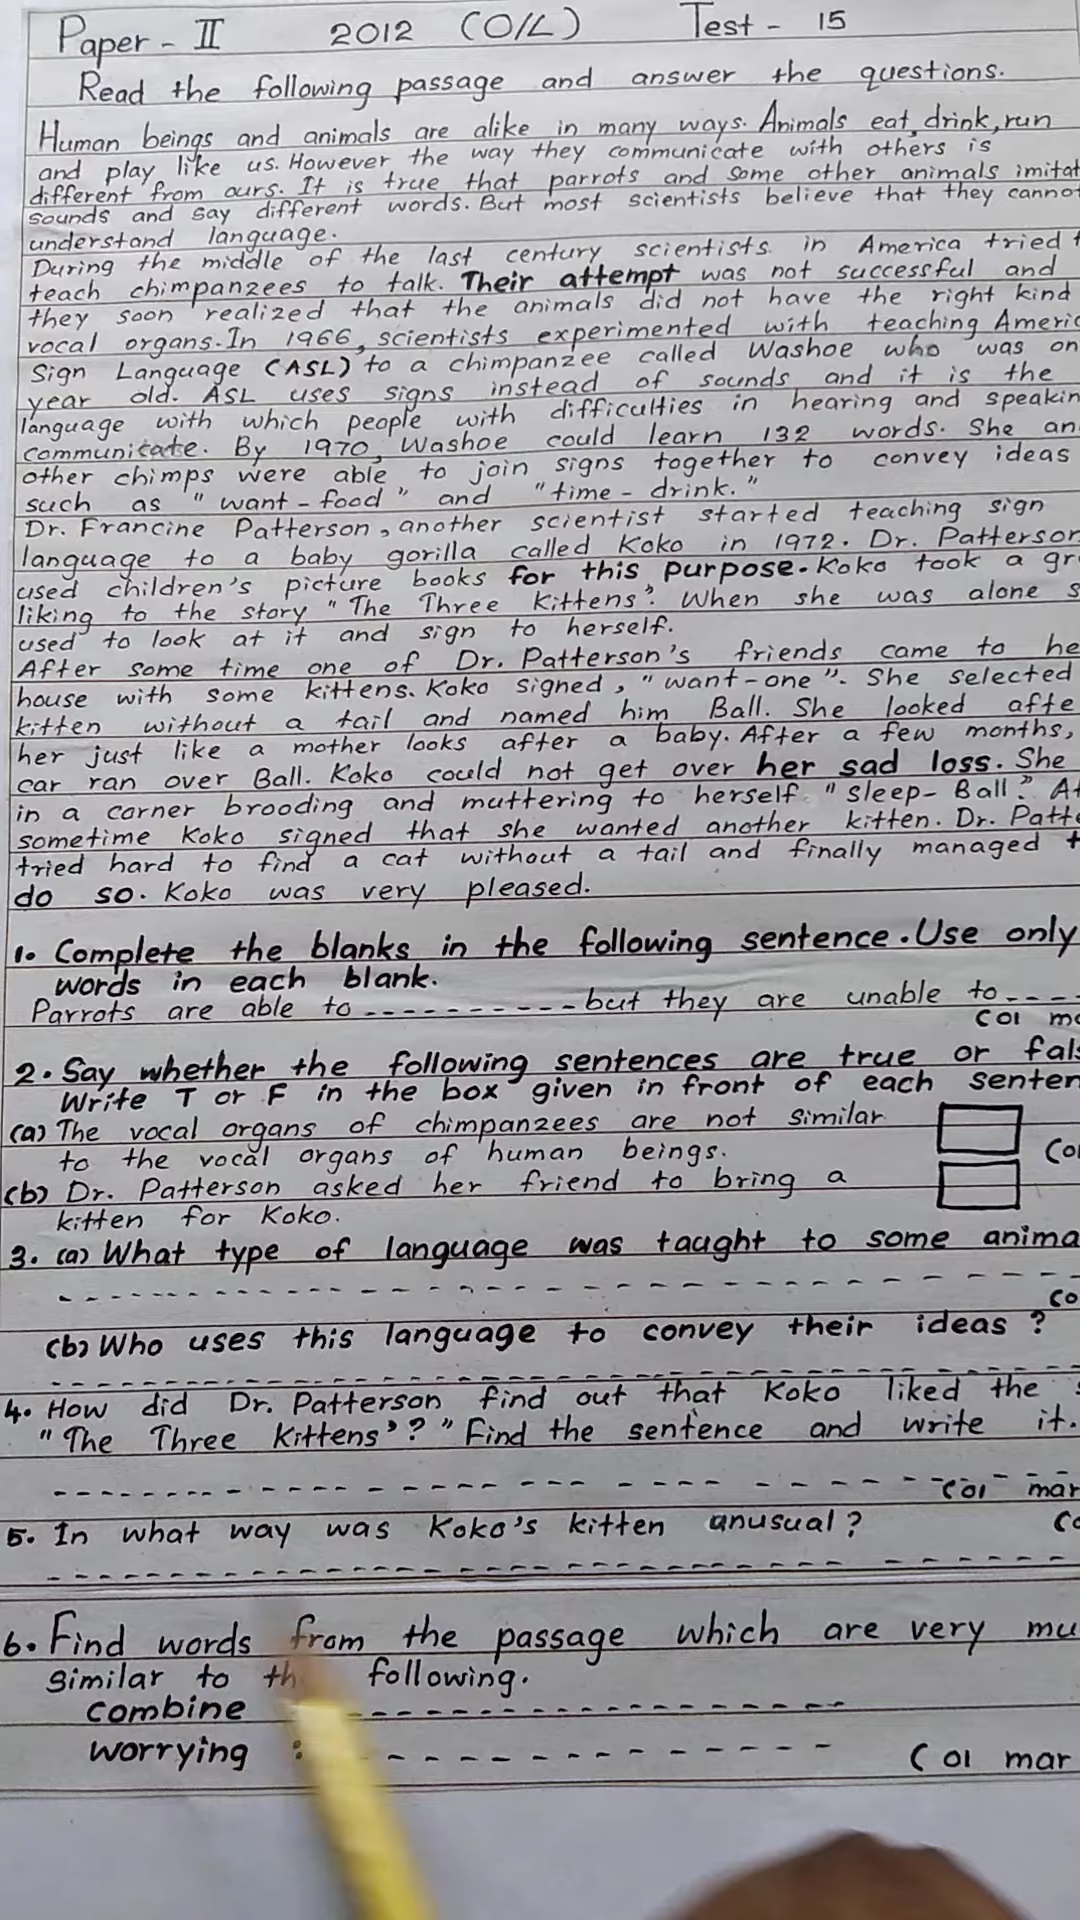 Paper - II 2012 (O/L) Test - 15
Read the following passage and answer the questions.
Human beings and animals are alike in many ways. Animals eat, drink, run
and play like us. However the way they communicate with others is
different from ours. It is true that parrots and some other animals imitat
sounds and say different words. But most scientists believe that they cannot
understand language.
During the middle of the last century scientists in America tried t
teach chimpanzees to talk. Their attempt was not successful and
they soon realized that the animals did not have the right kind
vocal organs. In 1966, scientists experimented with teaching Americ
Sign Language (ASL) to a chimpanzee called Washoe who was on
year old. ASL uses signs instead of sounds and it is the
language with which people with difficulties in hearing and speakin
communicate. By 1970, Washoe could learn 132 words. She an
other chimps were able to join signs together to convey ideas
such as "want-food" and "time-drink."
Dr. Francine Patterson, another scientist started teaching sign
language to a baby gorilla called Koko in 1972. Dr. Patterson
used children's picture books for this purpose. Koko took a gr
liking to the story "The Three Kittens". When she was alone s
used to look at it and sign to herself.
After some time one of Dr. Patterson's friends came to he
house with some kittens. Koko signed, "want-one". She selected
kitten without a tail and named him Ball. She looked afte
her just like a mother looks after a baby. After a few months,
car ran over Ball. Koko could not get over her sad loss. She
in a corner brooding and muttering to herself "sleep-Ball". Af
sometime Koko signed that she wanted another kitten. Dr. Patte
tried hard to find a cat without a tail and finally managed t
do so. Koko was very pleased.
1. Complete the blanks in the following sentence. Use only
words in each blank.
Parrots are able to ---------- but they are unable to ----
(01 ma
2. Say whether the following sentences are true or fals
Write T or F in the box given in front of each senten
(a) The vocal organs of chimpanzees are not similar
to the vocal organs of human beings. (01
(b) Dr. Patterson asked her friend to bring a
kitten for Koko.
3. (a) What type of language was taught to some anima
(0
(b) Who uses this language to convey their ideas?
4. How did Dr. Patterson find out that Koko liked the s
"The Three Kittens'?" Find the sentence and write it.
(01 mar
5. In what way was Koko's kitten unusual? (0
6. Find words from the passage which are very mu
similar to th following.
combine
worrying : (01 mar